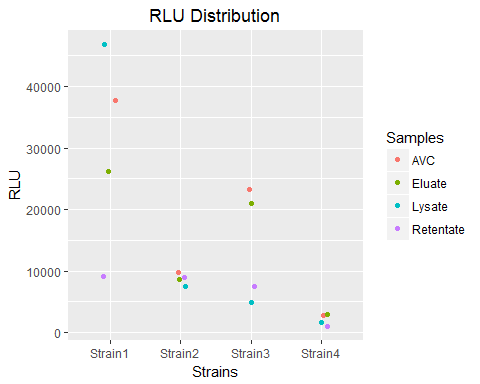 RLU Distribution
RLU
40000
30000
20000
10000
0
Strain1 Strain2 Strain3 Strain4
Strains
Samples
AVC
Eluate
Lysate
Retentate